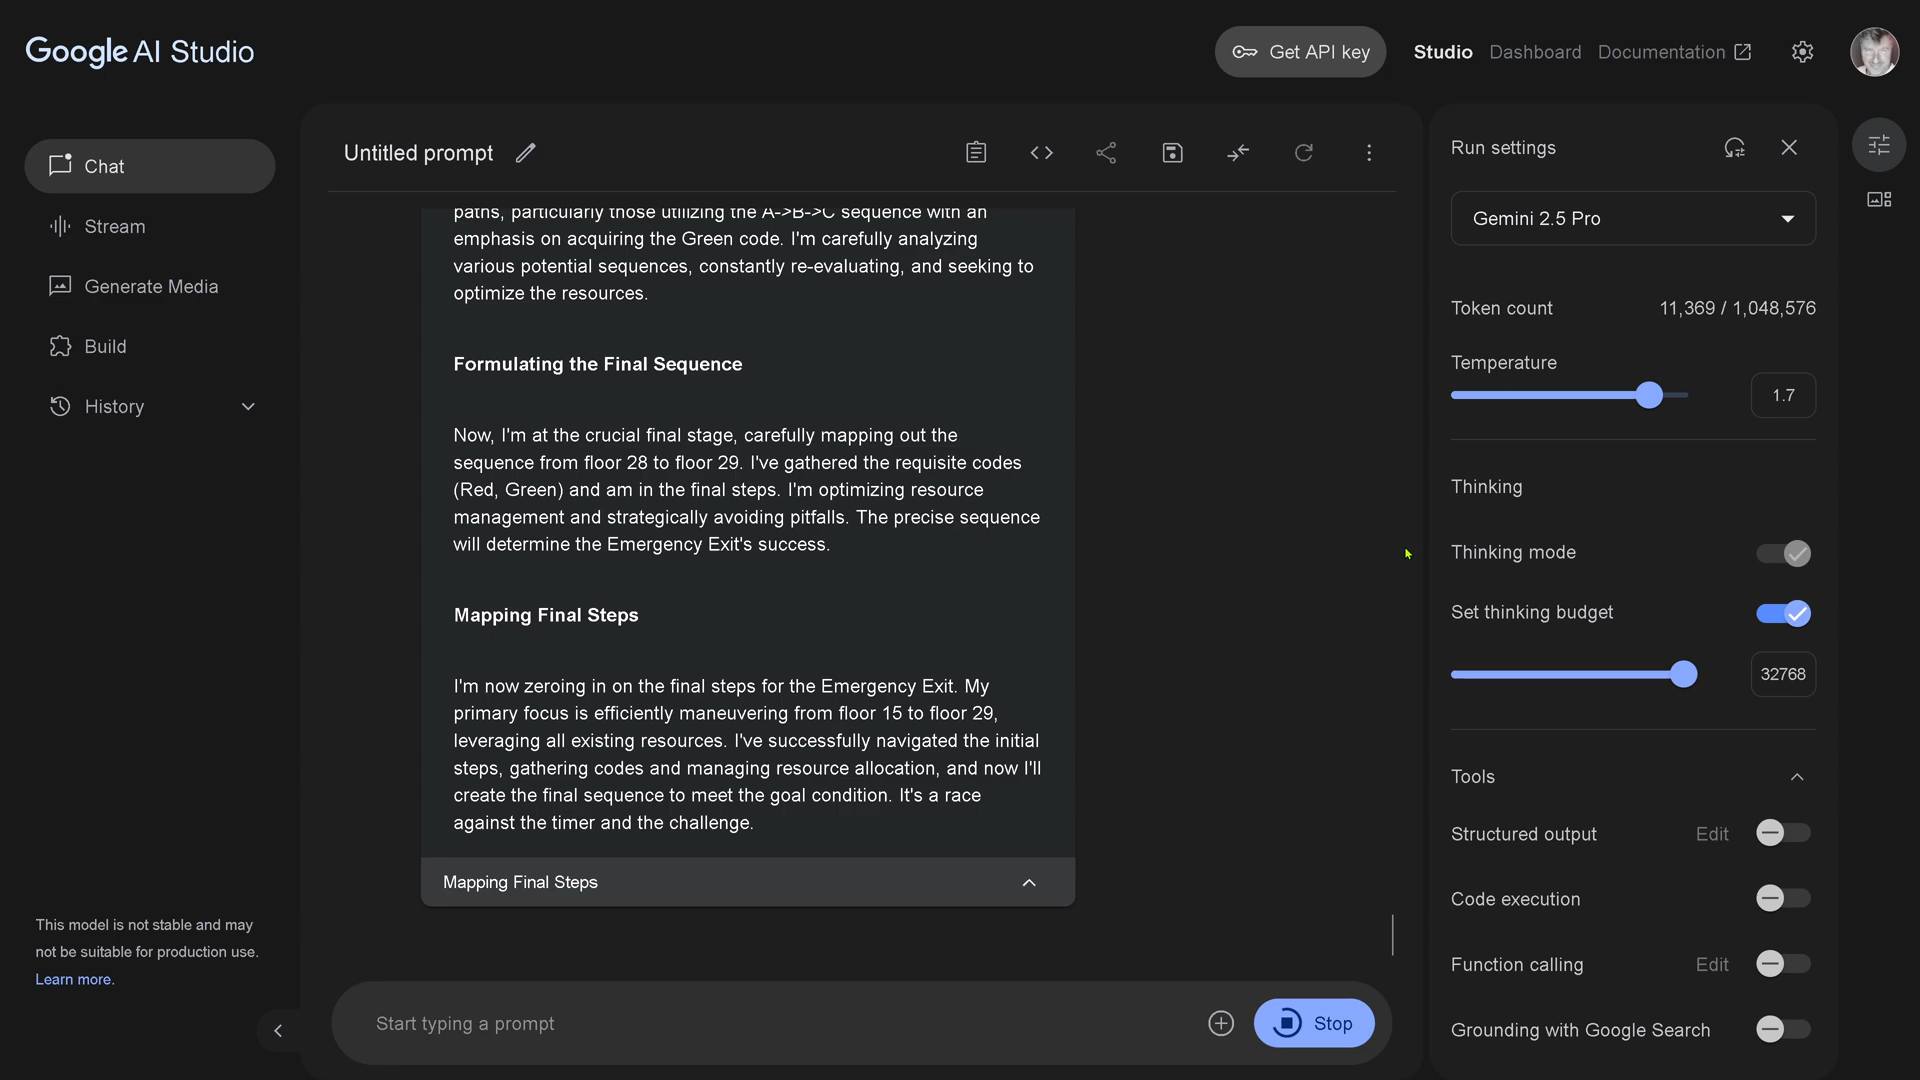 Google AI Studio
Get API key
Studio
Dashboard
Documentation
Chat
Stream
Generate Media
Build
History
This model is not stable and may
not be suitable for production use.
Learn more.
Untitled prompt
paths, particularly those utilizing the A->B->C sequence with an
emphasis on acquiring the Green code. I'm carefully analyzing
various potential sequences, constantly re-evaluating, and seeking to
optimize the resources.
Formulating the Final Sequence
Now, I'm at the crucial final stage, carefully mapping out the
sequence from floor 28 to floor 29. I've gathered the requisite codes
(Red, Green) and am in the final steps. I'm optimizing resource
management and strategically avoiding pitfalls. The precise sequence
will determine the Emergency Exit's success.
Mapping Final Steps
I'm now zeroing in on the final steps for the Emergency Exit. My
primary focus is efficiently maneuvering from floor 15 to floor 29,
leveraging all existing resources. I've successfully navigated the initial
steps, gathering codes and managing resource allocation, and now I'll
create the final sequence to meet the goal condition. It's a race
against the timer and the challenge.
Mapping Final Steps
Start typing a prompt
Stop
Run settings
Gemini 2.5 Pro
Token count 11,369 / 1,048,576
Temperature
1.7
Thinking
Thinking mode
Set thinking budget
32768
Tools
Structured output Edit
Code execution
Function calling Edit
Grounding with Google Search